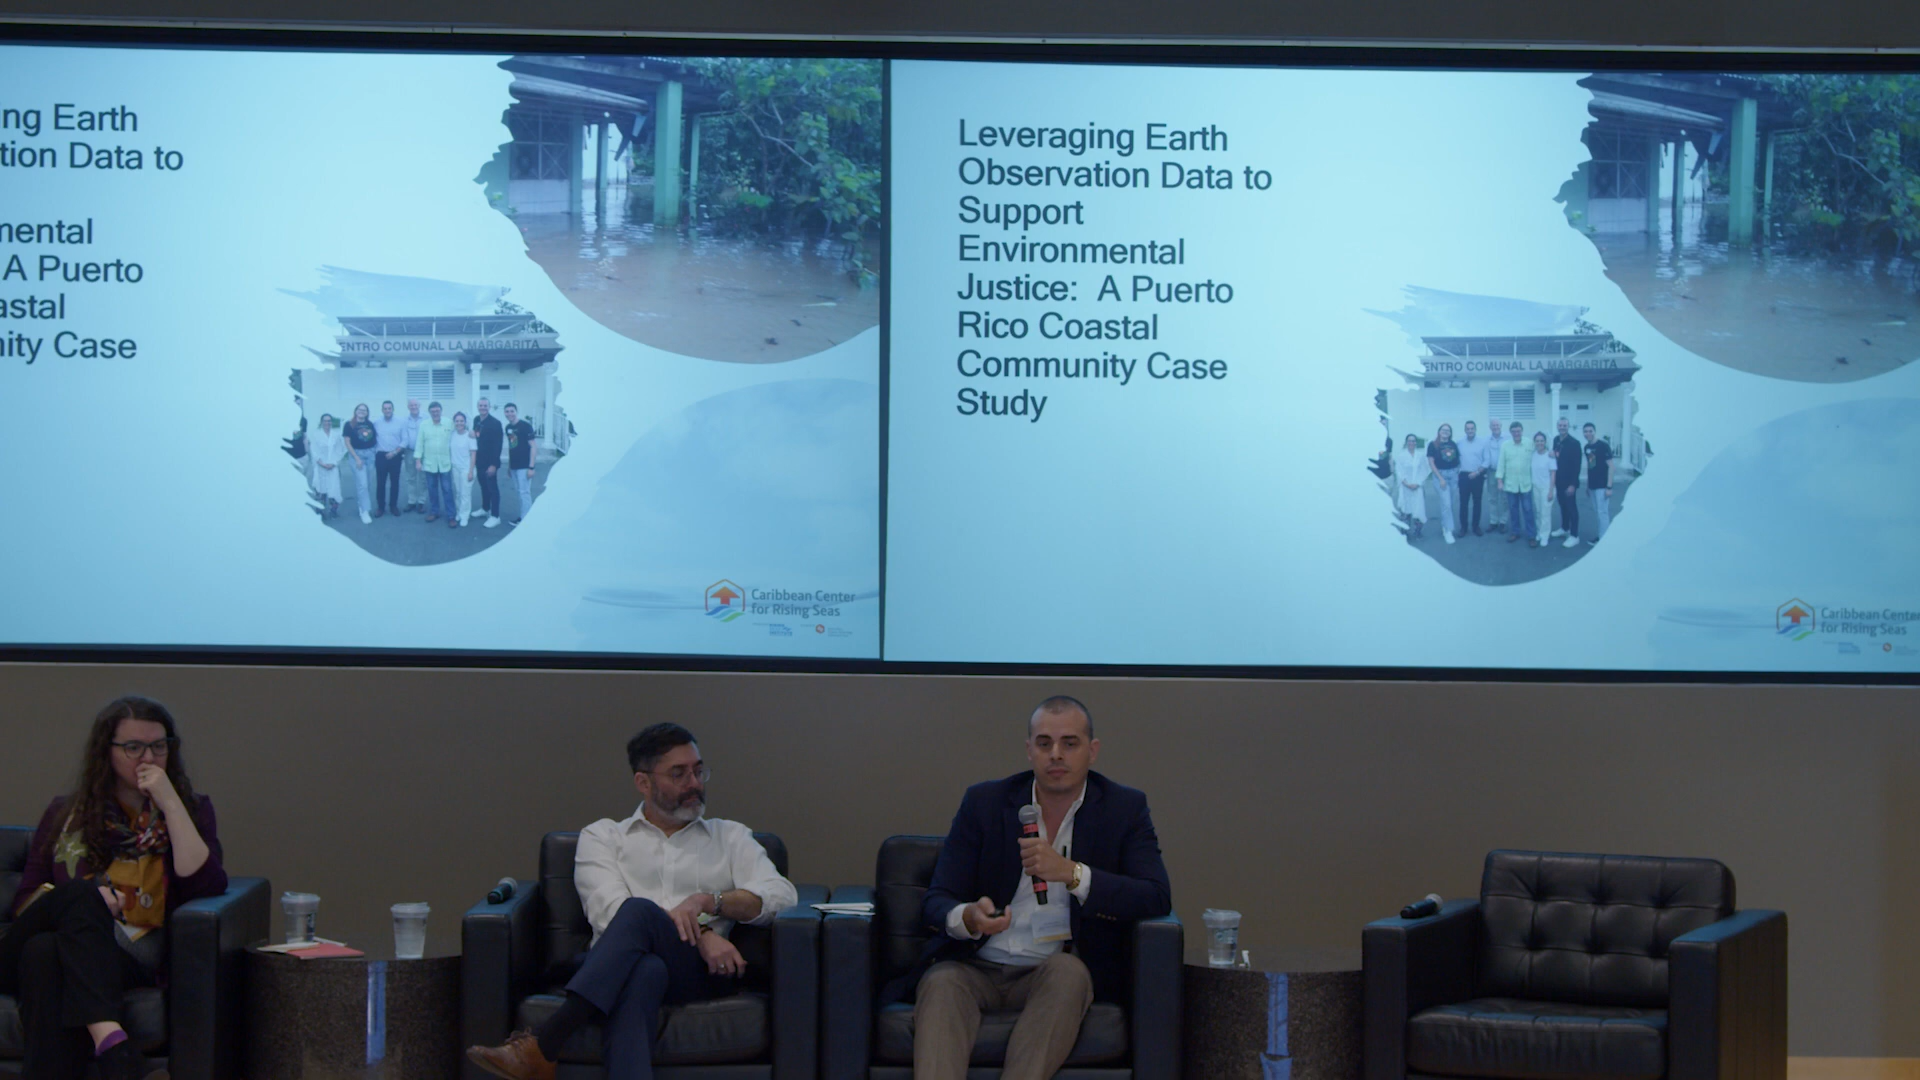 ing Earth
tion Data to
mental
A Puerto
astal
nity Case
ENTRO COMUNAL LA MARGARITA
Caribbean Center
for Rising Seas
Leveraging Earth
Observation Data to
Support
Environmental
Justice: A Puerto
Rico Coastal
Community Case
Study
ENTRO COMUNAL LA MARGARITA
Caribbean Center
for Rising Seas